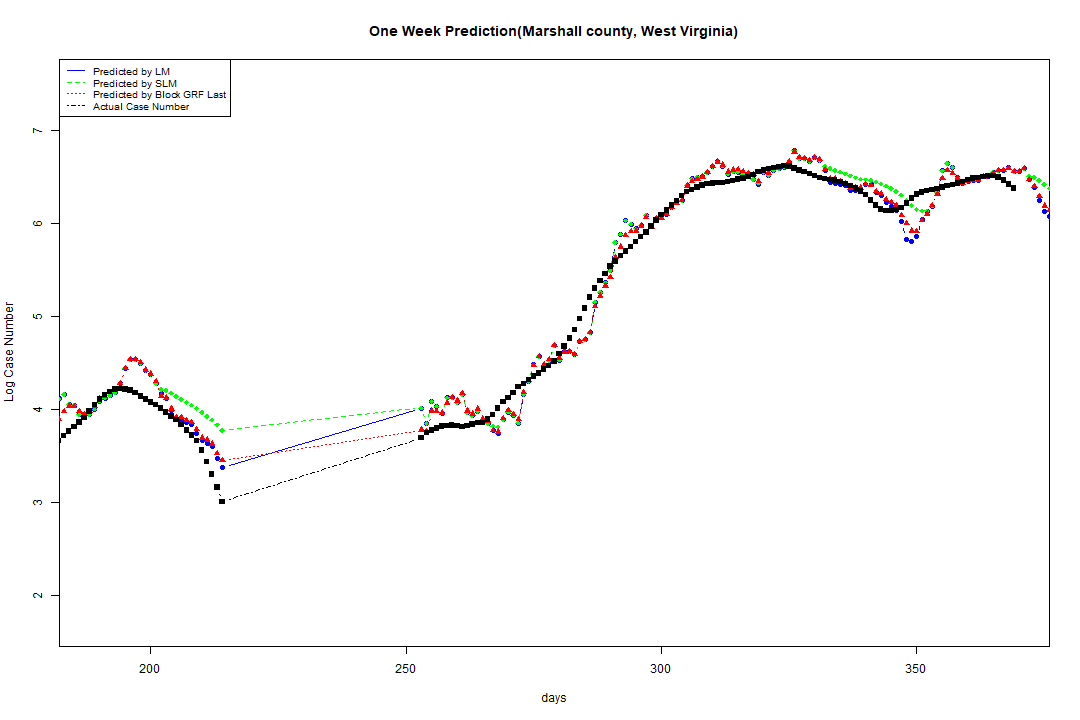 One Week Prediction(Marshall county, West Virginia)
Predicted by LM
Predicted by SLM
Predicted by Block GRF Last
Actual Case Number
Log Case Number
7
6
5
4
3
2
200
250
300
350
days